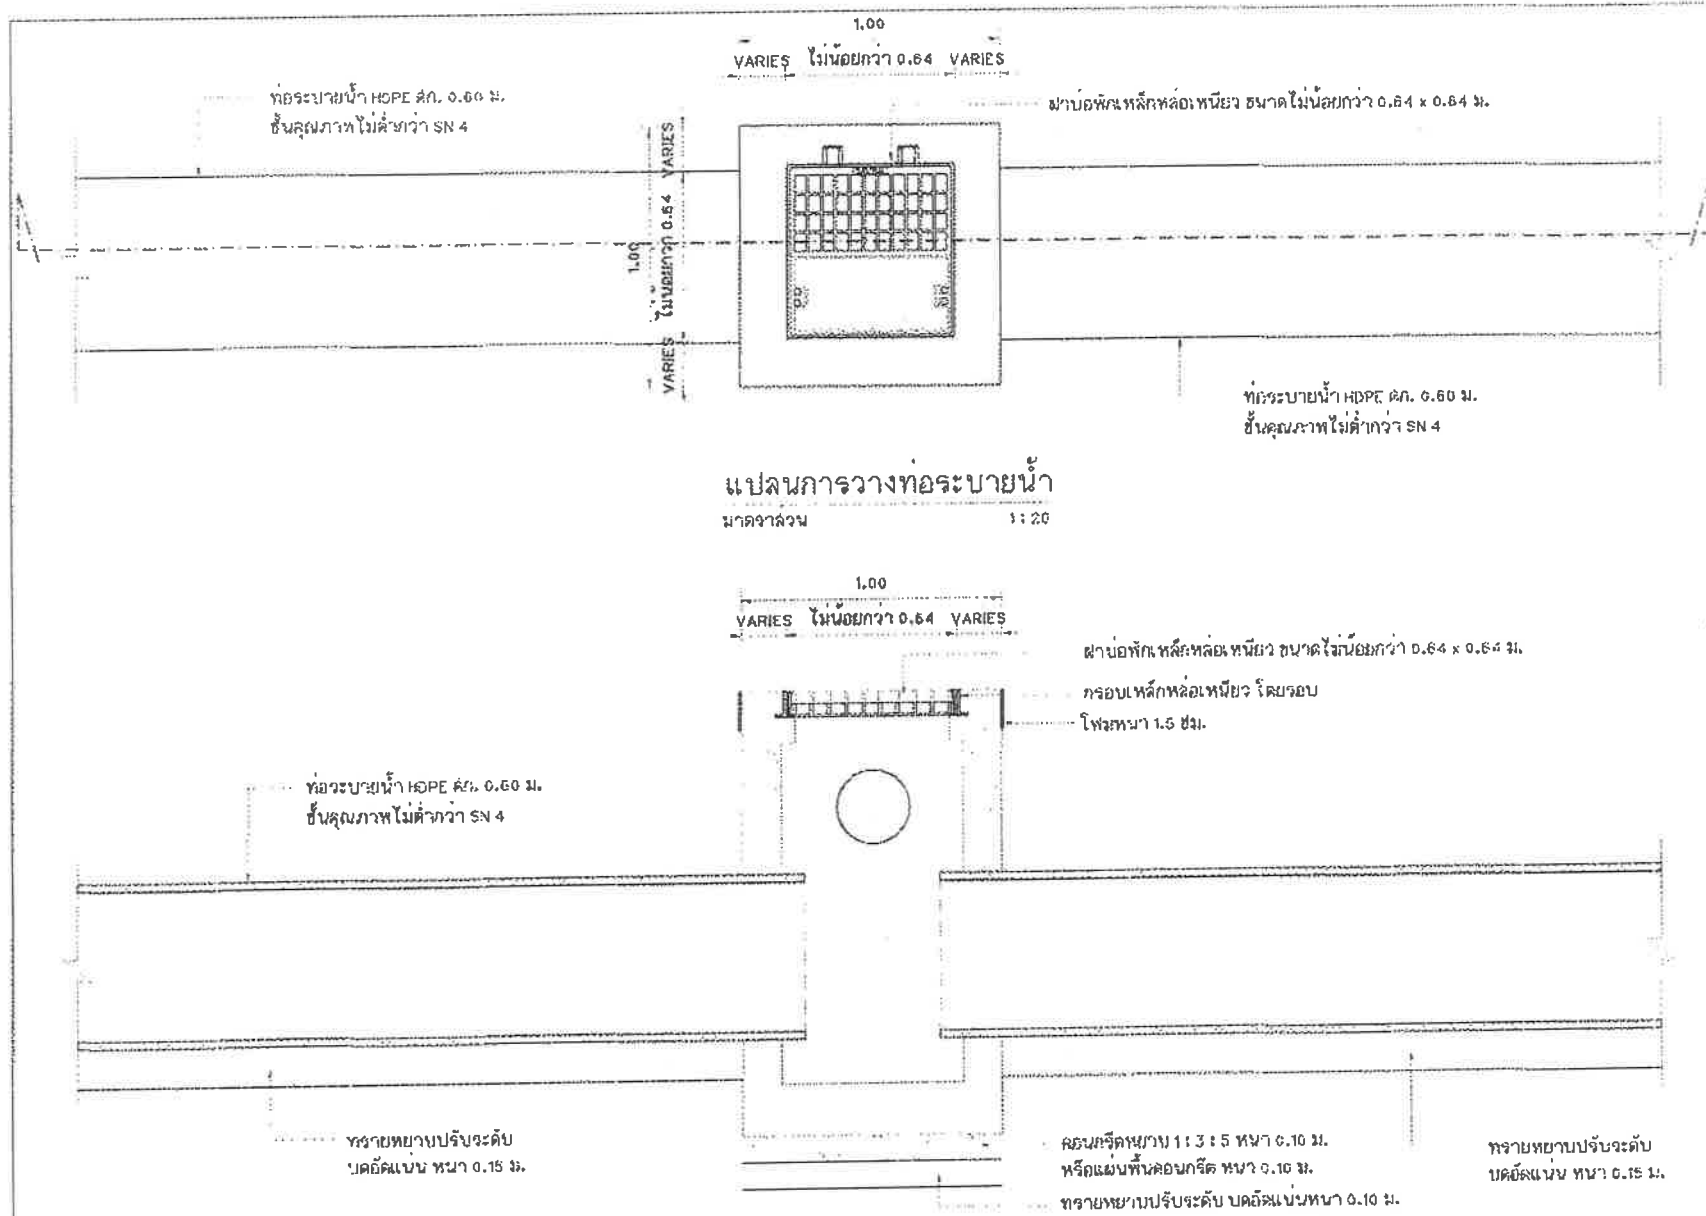 1.00
VARIES ไม่น้อยกว่า 0.64 VARIES
ท่อระบายน้ำ HDPE ศก. 0.60 ม.
ชั้นคุณภาพไม่ต่ำกว่า SN 4
ฝาบ่อพักเหล็กหล่อเหนียว ขนาดไม่น้อยกว่า 0.64 x 0.64 ม.
1.00
VARIES ไม่น้อยกว่า 0.64 VARIES
ท่อระบายน้ำ HDPE ศก. 0.60 ม.
ชั้นคุณภาพไม่ต่ำกว่า SN 4
แปลนการวางท่อระบายน้ำ
มาตราส่วน 1:20
1.00
VARIES ไม่น้อยกว่า 0.64 VARIES
ฝาบ่อพักเหล็กหล่อเหนียว ขนาดไม่น้อยกว่า 0.64 x 0.64 ม.
กรอบเหล็กหล่อเหนียว โดยรอบ
โฟมหนา 1.5 ซม.
ท่อระบายน้ำ HDPE ศก. 0.60 ม.
ชั้นคุณภาพไม่ต่ำกว่า SN 4
ทรายหยาบปรับระดับ
บดอัดแน่น หนา 0.15 ม.
คอนกรีตหยาบ 1:3:5 หนา 0.10 ม.
หรือแผ่นพื้นคอนกรีต หนา 0.10 ม.
ทรายหยาบปรับระดับ บดอัดแน่นหนา 0.10 ม.
ทรายหยาบปรับระดับ
บดอัดแน่น หนา 0.15 ม.